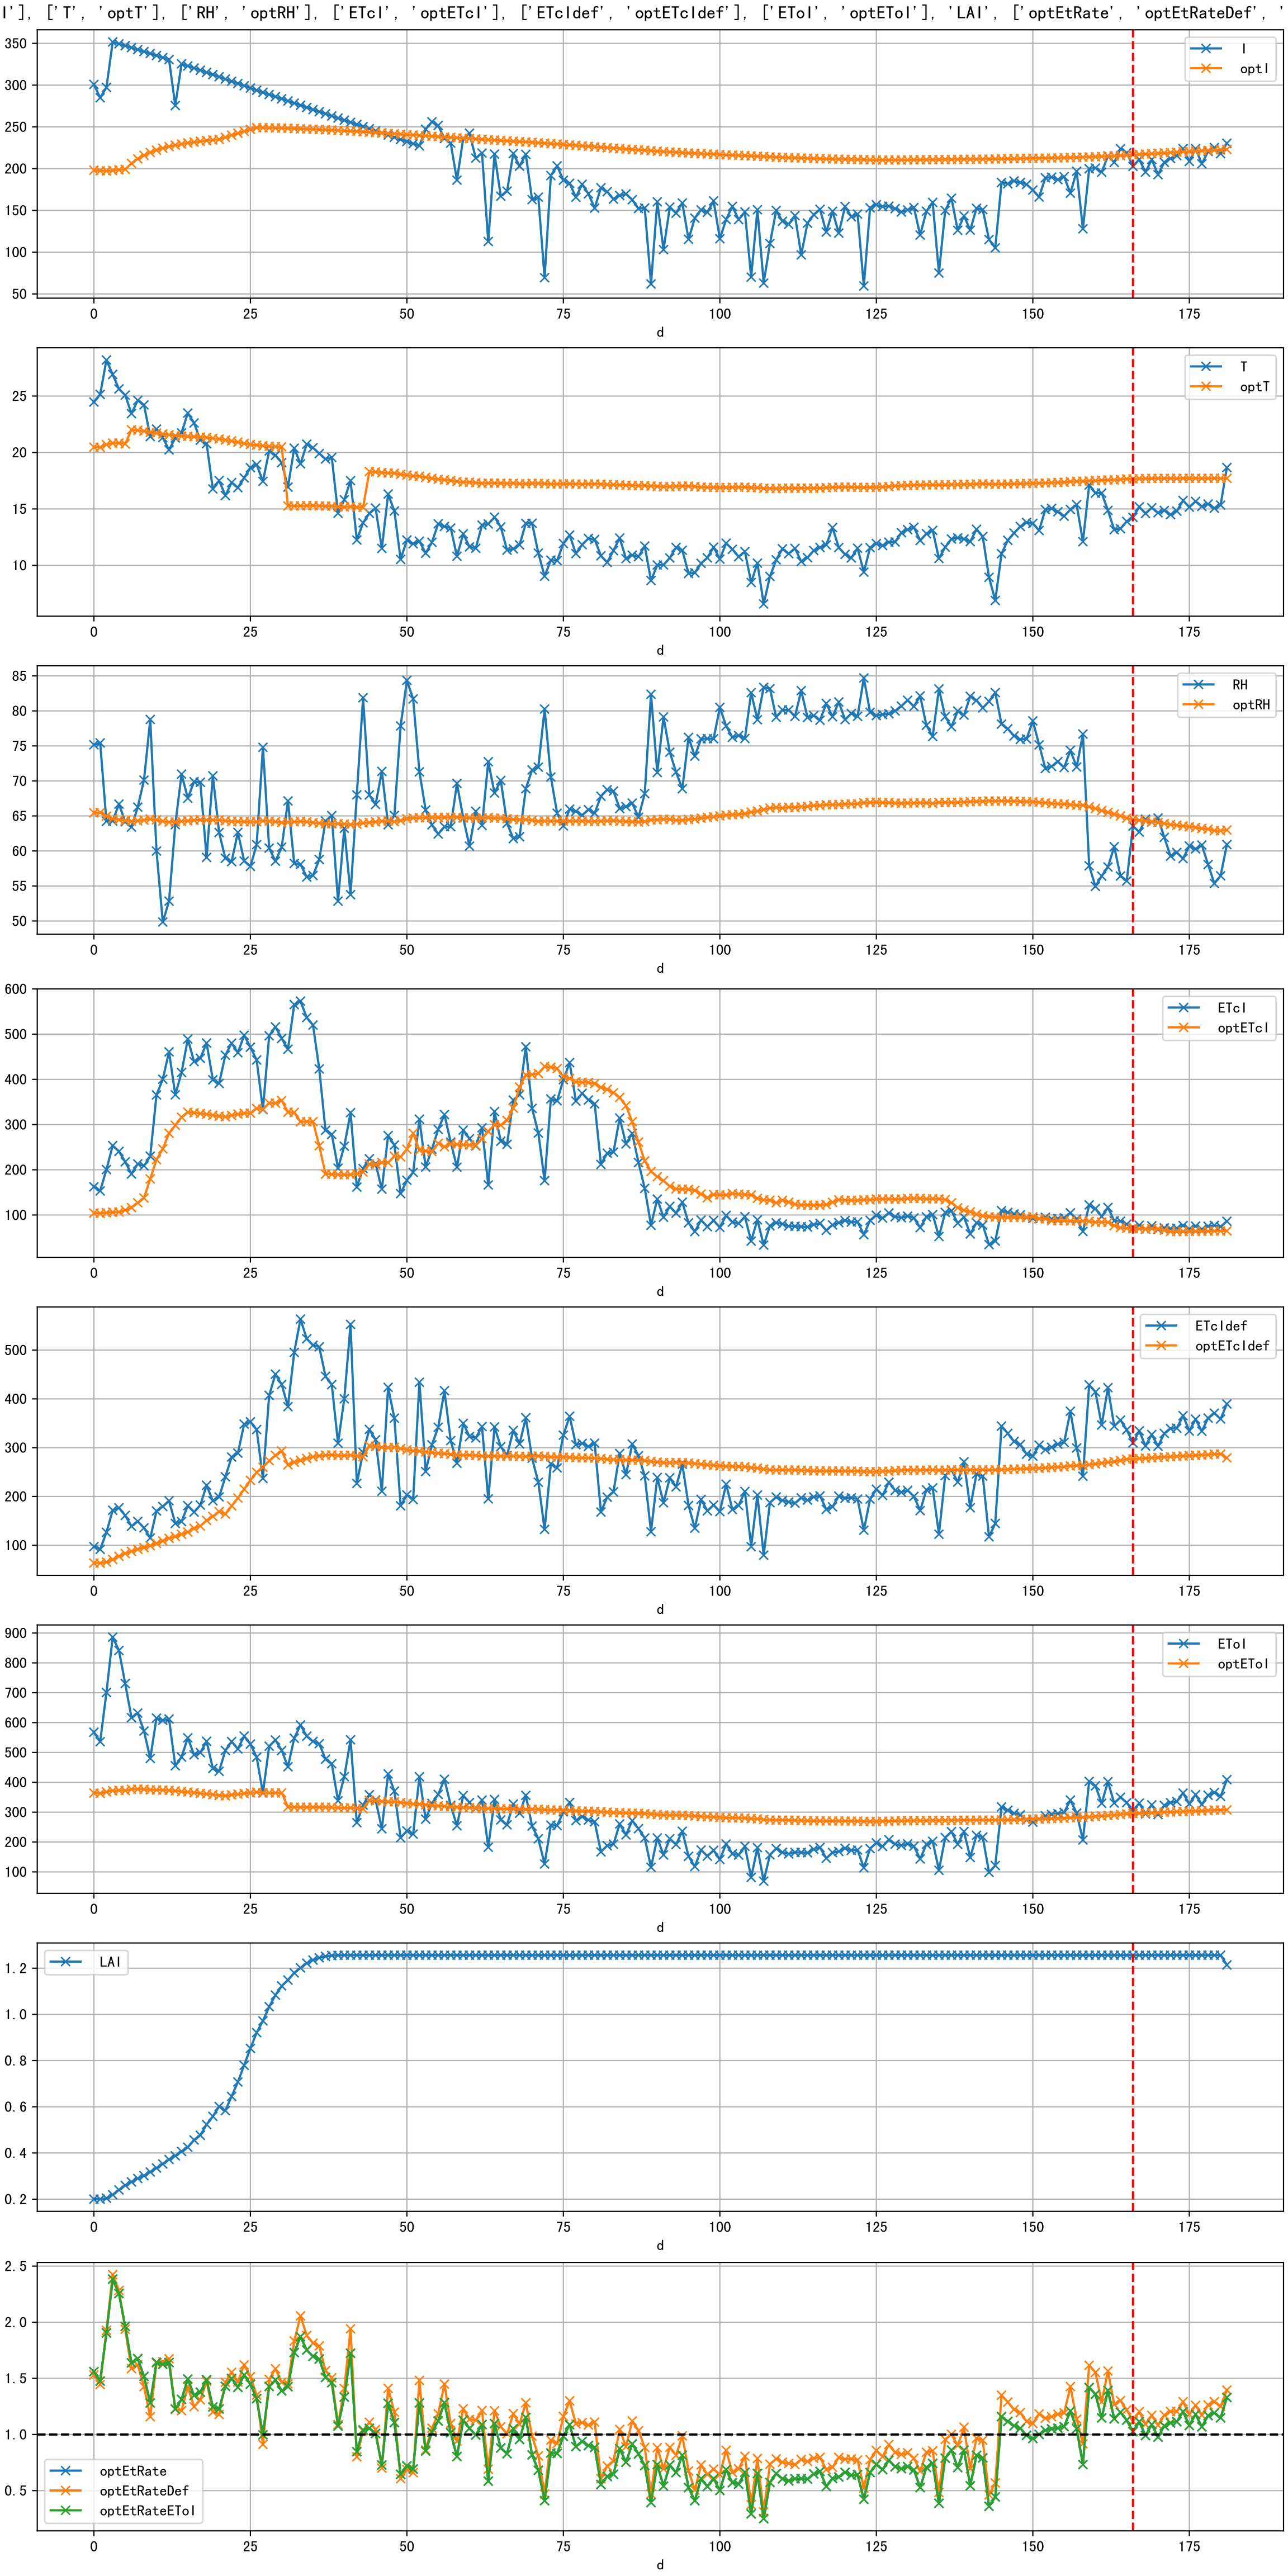 I'], ['T', 'optT'], ['RH', 'optRH'], ['ETcI', 'optETcI'], ['ETcIdef', 'optETcIdef'], ['EToI', 'optEToI'], 'LAI', ['optEtRate', 'optEtRateDef', '
350
300
250
200
150
100
50
I
optI
0 25 50 75 100 125 150 175
d
25
20
15
10
T
optT
0 25 50 75 100 125 150 175
d
85
80
75
70
65
60
55
50
RH
optRH
0 25 50 75 100 125 150 175
d
600
500
400
300
200
100
ETcI
optETcI
0 25 50 75 100 125 150 175
d
500
400
300
200
100
ETcIdef
optETcIdef
0 25 50 75 100 125 150 175
d
900
800
700
600
500
400
300
200
100
EToI
optEToI
0 25 50 75 100 125 150 175
d
1.2
1.0
0.8
0.6
0.4
0.2
LAI
0 25 50 75 100 125 150 175
d
2.5
2.0
1.5
1.0
0.5
optEtRate
optEtRateDef
optEtRateEToI
0 25 50 75 100 125 150 175
d